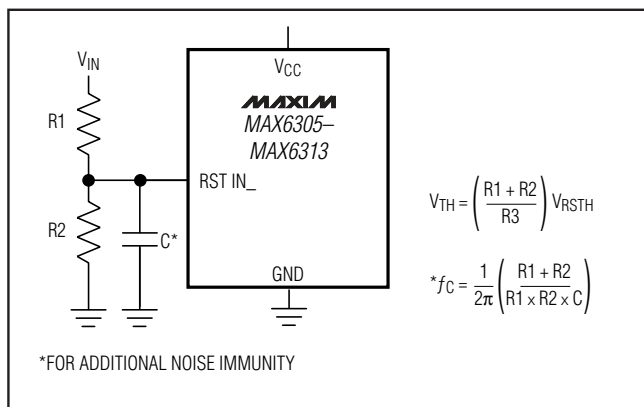 V_IN
V_CC
R1
MAXIM
MAX6305–
MAX6313
RST IN_
V_TH = ( (R1 + R2) / R3 ) V_RSTH
R2
C*
GND
*f_C = 1 / 2π ( (R1 + R2) / (R1 x R2 x C) )
*FOR ADDITIONAL NOISE IMMUNITY